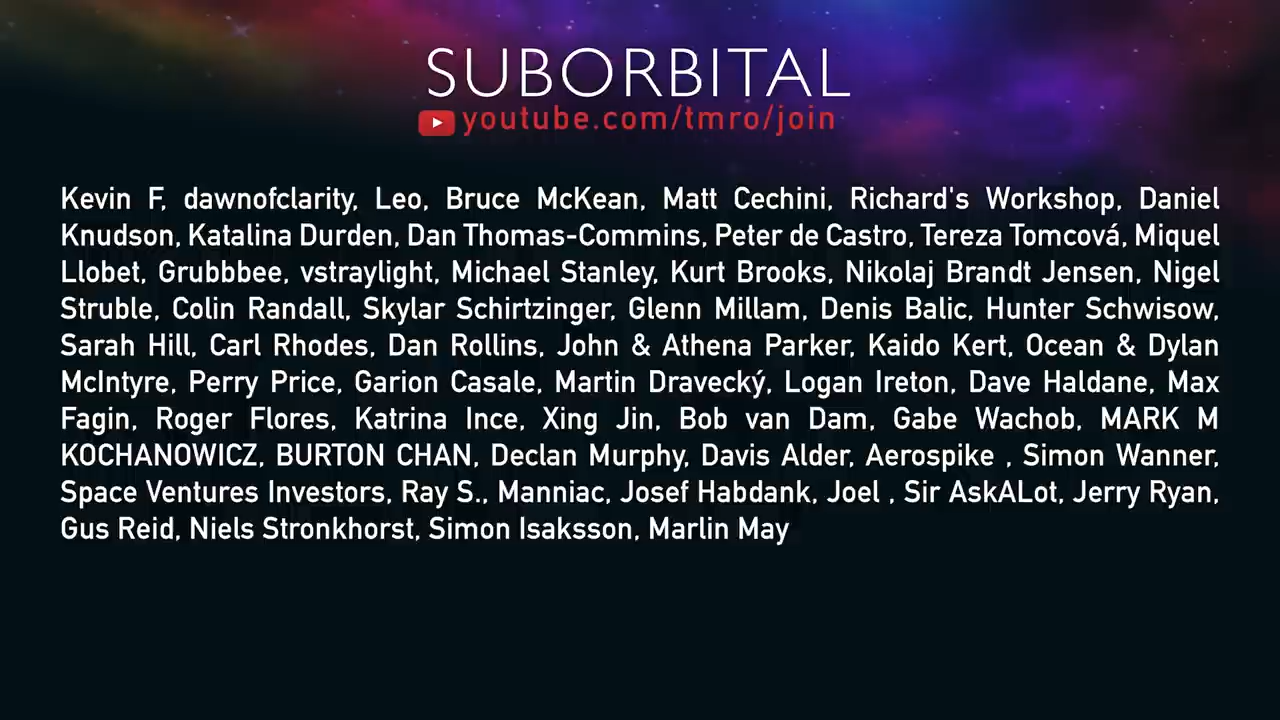 SUBORBITAL
youtube.com/tmro/join
Kevin F, dawnofclarity, Leo, Bruce McKean, Matt Cechini, Richard's Workshop, Daniel
Knudson, Katalina Durden, Dan Thomas-Commins, Peter de Castro, Tereza Tomcová, Miquel
Llobet, Grubbbee, vstraylight, Michael Stanley, Kurt Brooks, Nikolaj Brandt Jensen, Nigel
Struble, Colin Randall, Skylar Schirtzinger, Glenn Millam, Denis Balic, Hunter Schwisow,
Sarah Hill, Carl Rhodes, Dan Rollins, John & Athena Parker, Kaido Kert, Ocean & Dylan
McIntyre, Perry Price, Garion Casale, Martin Dravecký, Logan Ireton, Dave Haldane, Max
Fagin, Roger Flores, Katrina Ince, Xing Jin, Bob van Dam, Gabe Wachob, MARK M
KOCHANOWICZ, BURTON CHAN, Declan Murphy, Davis Alder, Aerospike , Simon Wanner,
Space Ventures Investors, Ray S., Manniac, Josef Habdank, Joel , Sir AskALot, Jerry Ryan,
Gus Reid, Niels Stronkhorst, Simon Isaksson, Marlin May